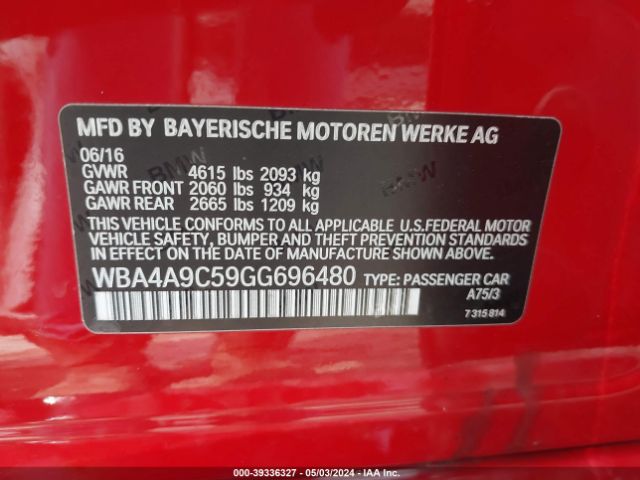 MFD BY BAYERISCHE MOTOREN WERKE AG
06/16
GVWR 4615 lbs 2093 kg
GAWR FRONT 2060 lbs 934 kg
GAWR REAR 2665 lbs 1209 kg
THIS VEHICLE CONFORMS TO ALL APPLICABLE U.S.FEDERAL MOTOR
VEHICLE SAFETY, BUMPER AND THEFT PREVENTION STANDARDS
IN EFFECT ON THE DATE OF MANUFACTURE SHOWN ABOVE.
WBA4A9C59GG696480 TYPE: PASSENGER CAR
A75/3
7 315 814
BMW
BMW
000-39336327 - 05/03/2024 - IAA Inc.